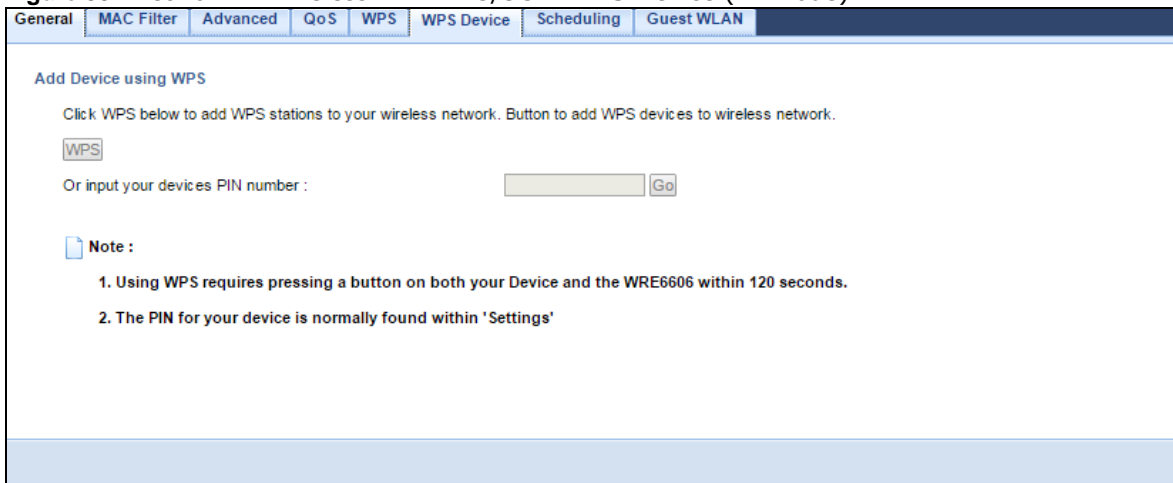 General MAC Filter Advanced QoS WPS WPS Device Scheduling Guest WLAN
Add Device using WPS
Click WPS below to add WPS stations to your wireless network. Button to add WPS devices to wireless network.
WPS
Or input your devices PIN number : Go
Note :
1. Using WPS requires pressing a button on both your Device and the WRE6606 within 120 seconds.
2. The PIN for your device is normally found within 'Settings'